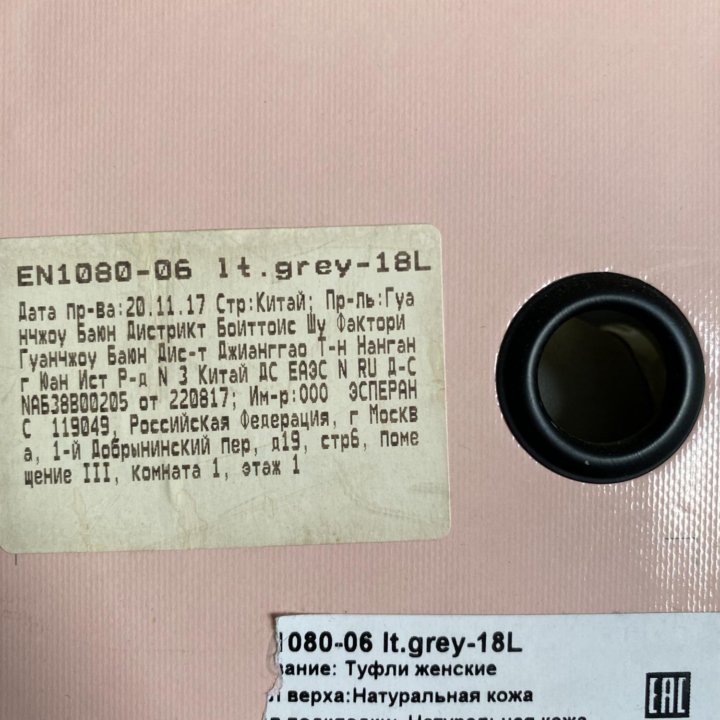 EN1080-06 lt.grey-18L
Дата пр-ва:20.11.17 Стр:Китай; Пр-ль:Гуа
нчжоу Баюн Дистрикт Бойттоис Шу Фактори
Гуанчжоу Баюн Дис-т Джианггао Т-н Нанган
г Юан Ист Р-д N 3 Китай ДС ЕАЭС N RU Д-C
NАБ38В00205 от 220817; Им-р:000 ЭСПЕРАН
С 119049, Российская Федерация, г Москв
а, 1-й Добрынинский пер, д19, стр6, Поме
щение III, комната 1, этаж 1
1080-06 lt.grey-18L
вание: Туфли женские
верха:Натуральная кожа
EAC